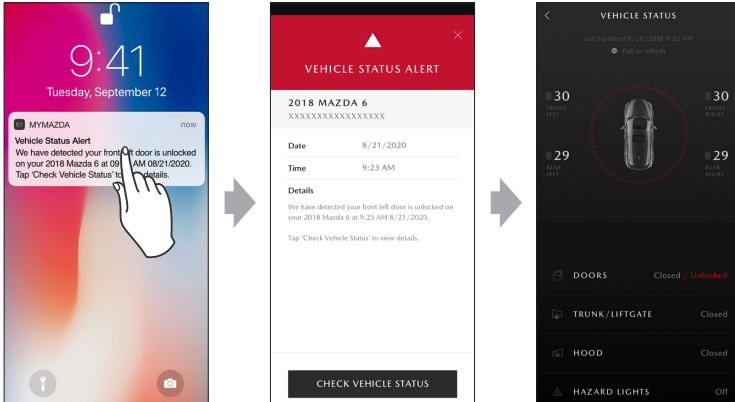 9:41
Tuesday, September 12
MYMAZDA now
Vehicle Status Alert
We have detected your front left door is unlocked
on your 2018 Mazda 6 at 09 AM 08/21/2020.
Tap 'Check Vehicle Status' to details.
VEHICLE STATUS ALERT
2018 MAZDA 6
XXXXXXXXXXXXXXXXX
Date 8/21/2020
Time 9:23 AM
Details
We have detected your front left door is unlocked on
your 2018 Mazda 6 at 9:23 AM 8/21/2020.
Tap 'Check Vehicle Status' to view details.
CHECK VEHICLE STATUS
VEHICLE STATUS
Last Updated 8/28/2018 9:32 AM
Pull to refresh
30
FRONT
LEFT
30
FRONT
RIGHT
29
REAR
LEFT
29
REAR
RIGHT
DOORS Closed / Unlocked
TRUNK/LIFTGATE Closed
HOOD Closed
HAZARD LIGHTS Off